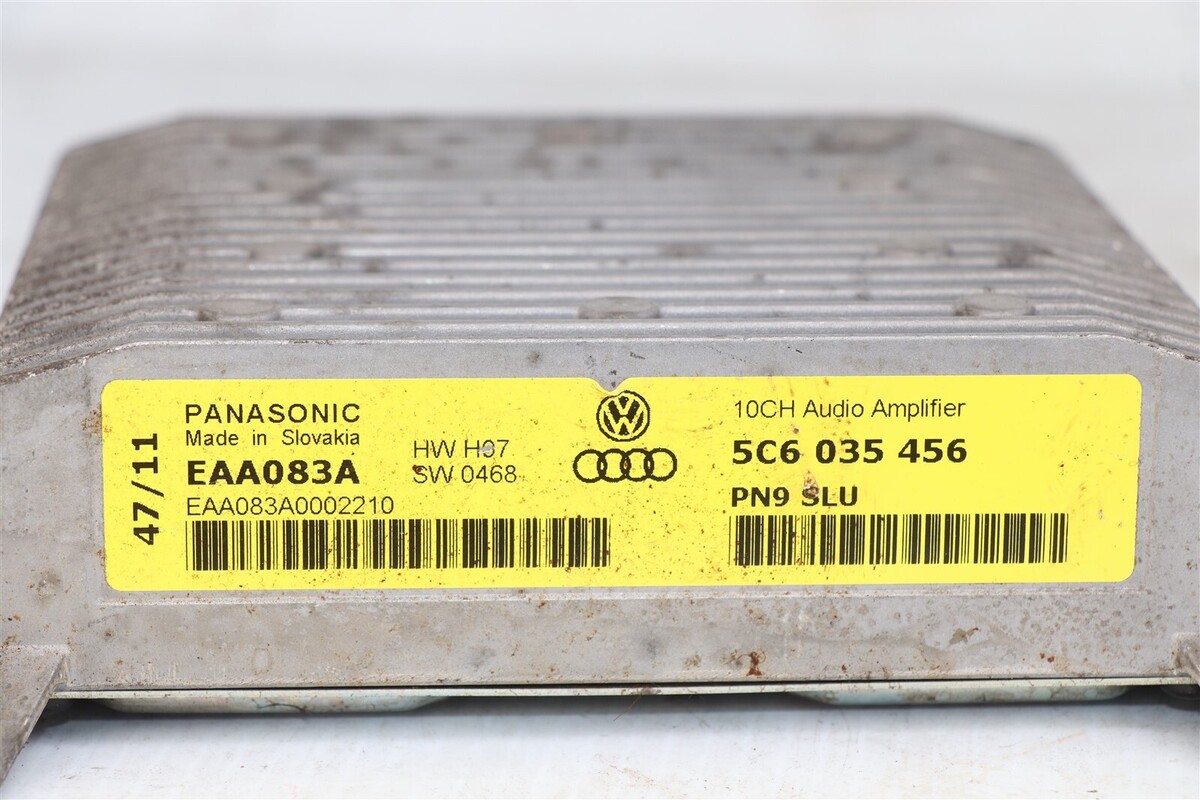 47/11
PANASONIC
Made in Slovakia
EAA083A
EAA083A0002210
HW H07
SW 0468
10CH Audio Amplifier
5C6 035 456
PN9 SLU